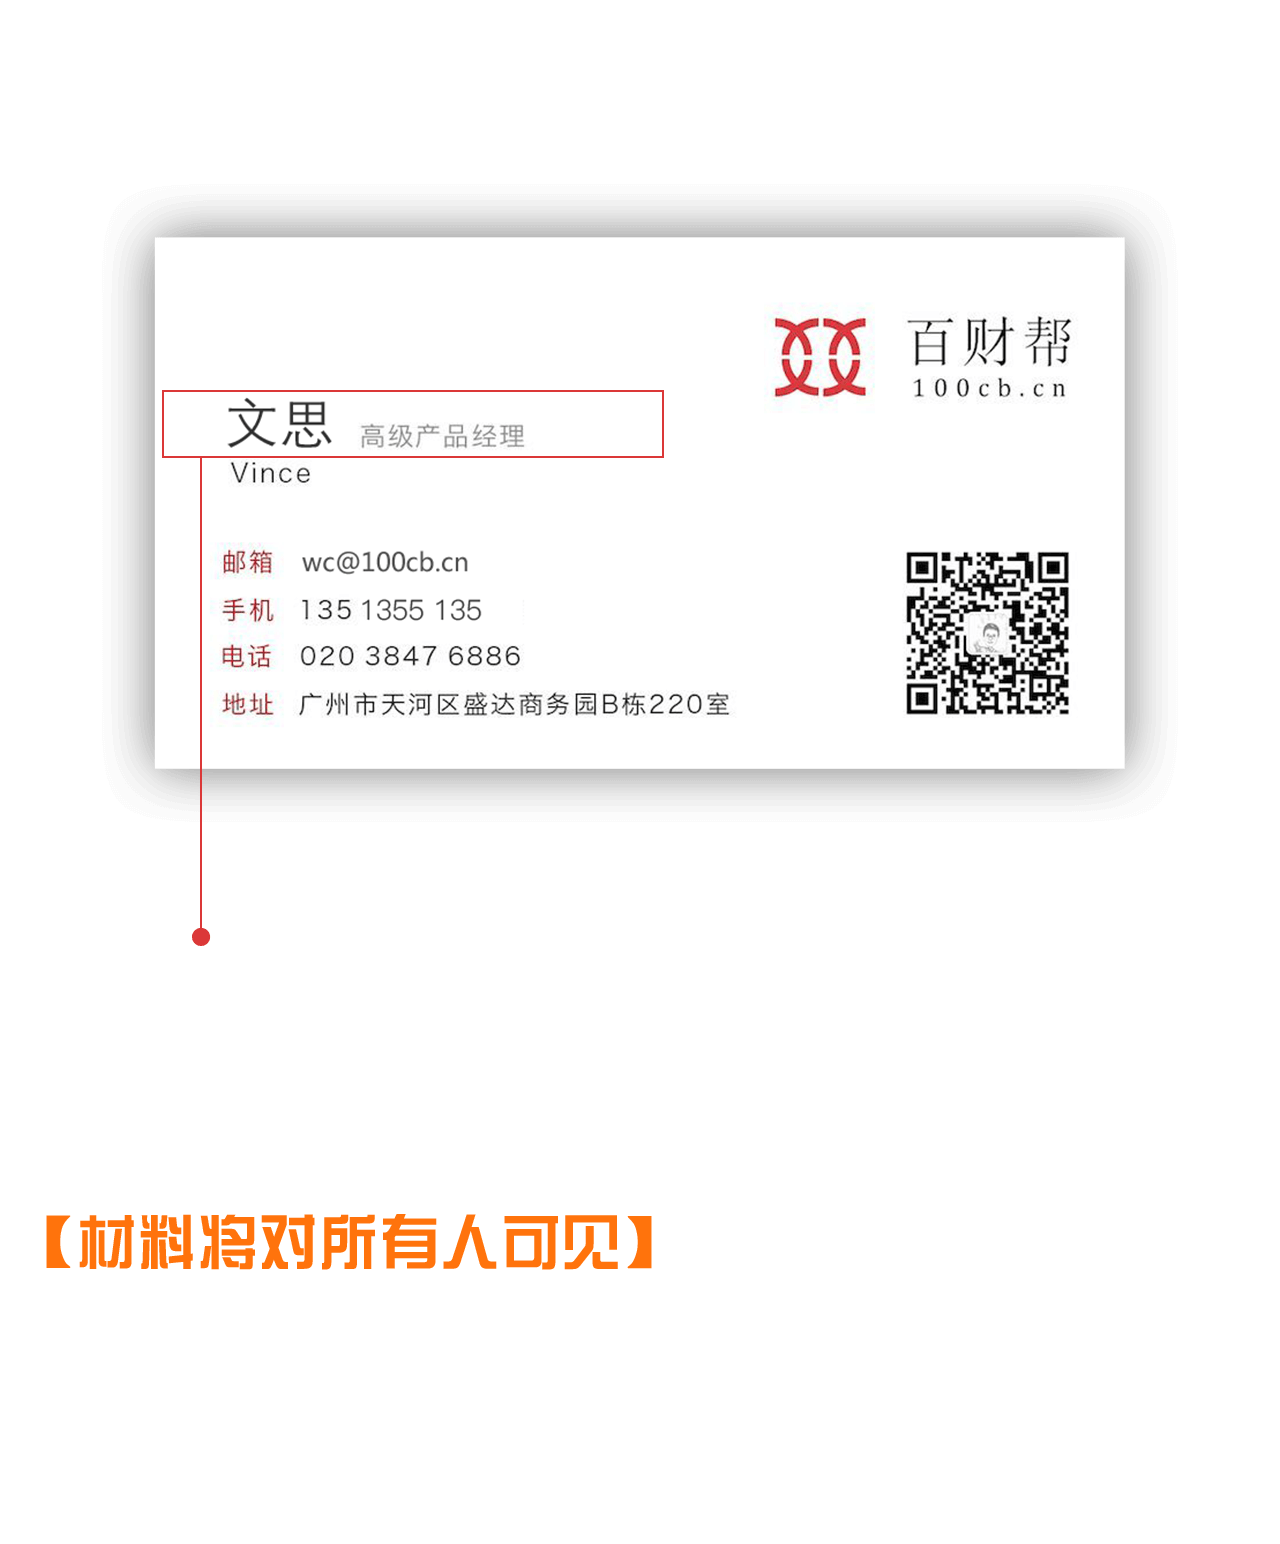 百财帮
100cb.cn
文思 高级产品经理
Vince
邮箱 wc@100cb.cn
手机 135 1355 135
电话 020 3847 6886
地址 广州市天河区盛达商务园B栋220室
【材料将对所有人可见】